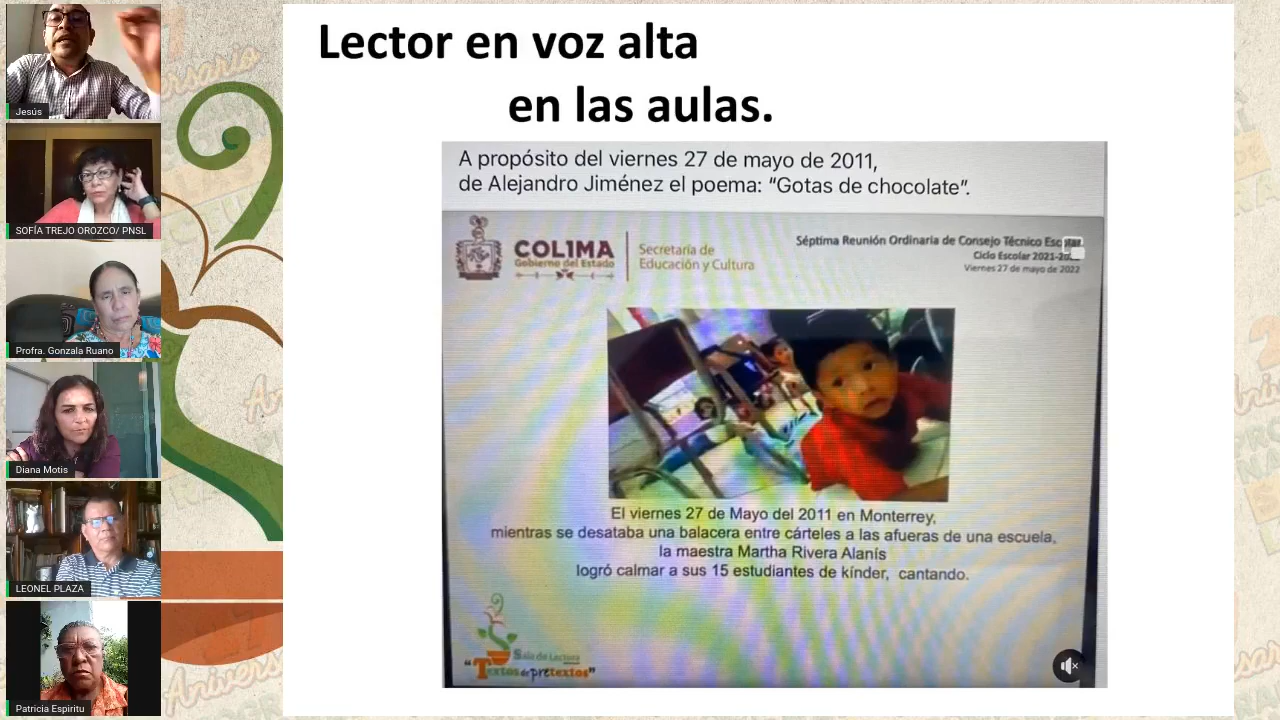 Jesús
SOFÍA TREJO OROZCO/ PNSL
Profra. Gonzala Ruano
Diana Motis
LEONEL PLAZA
Patricia Espiritu
Lector en voz alta
en las aulas.
A propósito del viernes 27 de mayo de 2011,
de Alejandro Jiménez el poema: “Gotas de chocolate”.
COL1MA
Gobierno del Estado
Secretaría de
Educación y Cultura
Séptima Reunión Ordinaria de Consejo Técnico Escolar
Ciclo Escolar
Viernes 27 de mayo de 2022
El viernes 27 de Mayo del 2011 en Monterrey,
mientras se desataba una balacera entre cárteles a las afueras de una escuela,
la maestra Martha Rivera Alanís
logró calmar a sus 15 estudiantes de kínder, cantando.
Sala de Lectura
“Textos de pretextos”